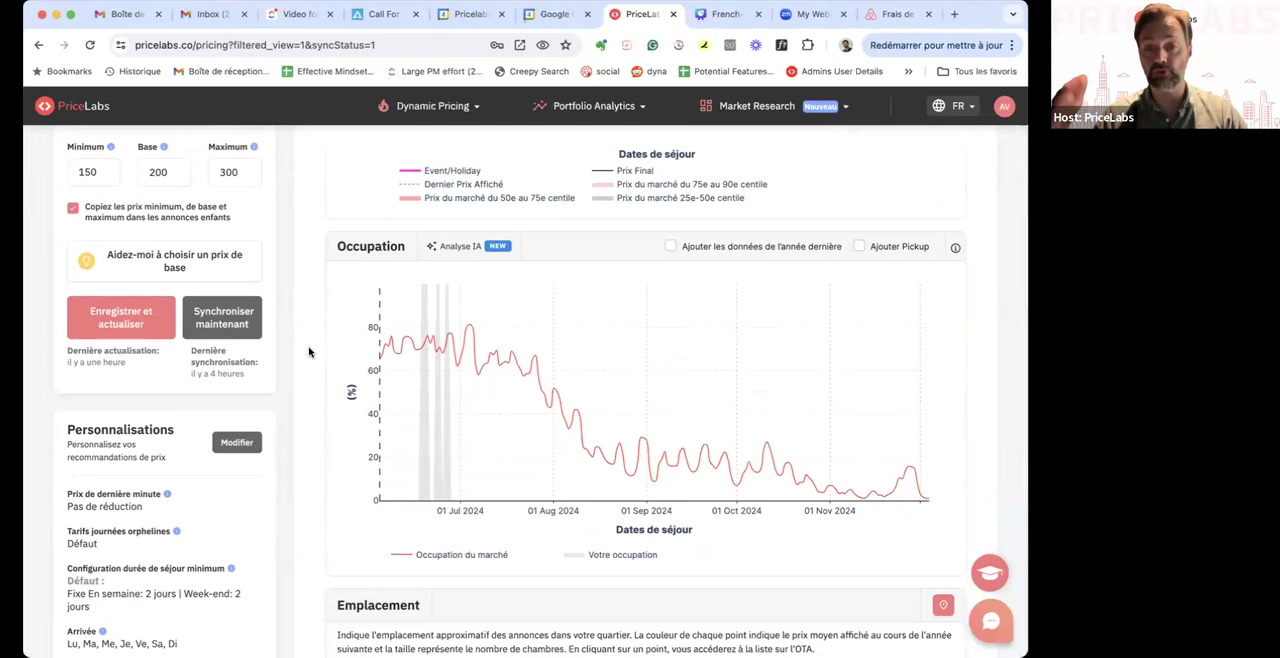 Boîte de
Inbox (2
Video fo
Call For
Pricelab
Google
PriceLa
French-
My Web
Frais de
pricelabs.co/pricing?filtered_view=1&syncStatus=1
Redémarrer pour mettre à jour
Bookmarks
Historique
Boîte de réception...
Effective Mindset...
Large PM effort (2...
Creepy Search
social
dyna
Potential Features...
Admins User Details
»
Tous les favoris
PriceLabs
Dynamic Pricing
Portfolio Analytics
Market Research
Nouveau
FR
AV
Host: PriceLabs
Minimum
Base
Maximum
150
200
300
Copiez les prix minimum, de base et
maximum dans les annonces enfants
Aidez-moi à choisir un prix de
base
Enregistrer et
actualiser
Synchroniser
maintenant
Dernière actualisation:
il y a une heure
Dernière
synchronisation:
il y a 4 heures
Personnalisations
Personnalisez vos
recommandations de prix
Modifier
Prix de dernière minute
Pas de réduction
Tarifs journées orphelines
Défaut
Configuration durée de séjour minimum
Défaut :
Fixe En semaine: 2 jours | Week-end: 2
jours
Arrivée
Lu, Ma, Me, Je, Ve, Sa, Di
Dates de séjour
Event/Holiday
Prix Final
Dernier Prix Affiché
Prix du marché du 75e au 90e centile
Prix du marché du 50e au 75e centile
Prix du marché 25e-50e centile
Occupation
Analyse IA
NEW
Ajouter les données de l'année dernière
Ajouter Pickup
80
60
40
20
0
(%)
01 Jul 2024
01 Aug 2024
01 Sep 2024
01 Oct 2024
01 Nov 2024
Dates de séjour
Occupation du marché
Votre occupation
Emplacement
Indique l'emplacement approximatif des annonces dans votre quartier. La couleur de chaque point indique le prix moyen affiché au cours de l'année
suivante et la taille représente le nombre de chambres. En cliquant sur un point, vous accéderez à la liste sur l'OTA.